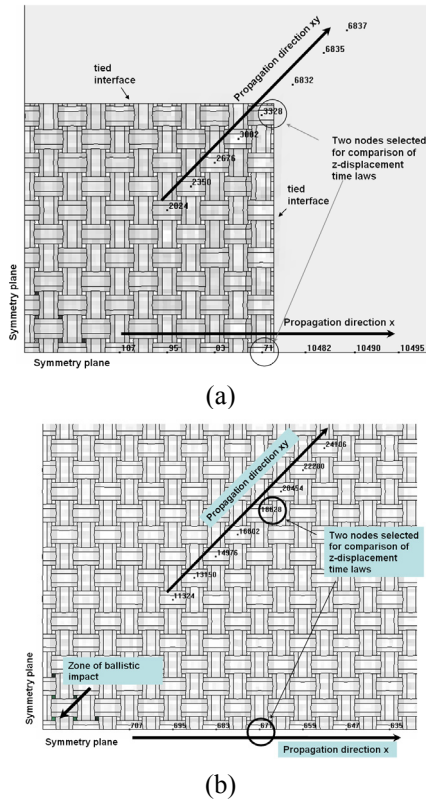 6837
6835
Propagation direction xy
tied
interface
6832
3328
3002
Two nodes selected
for comparison of
z-displacement
time laws
2676
2350
2024
tied
interface
Symmetry plane
Propagation direction x
107
95
71
10482
10490
10495
Symmetry plane
(a)
24106
22280
Propagation direction xy
20454
18628
16802
Two nodes selected
for comparison of
z-displacement
time laws
14976
13150
11324
Symmetry plane
Zone of ballistic
impact
707
695
683
671
659
647
635
Symmetry plane
Propagation direction x
(b)